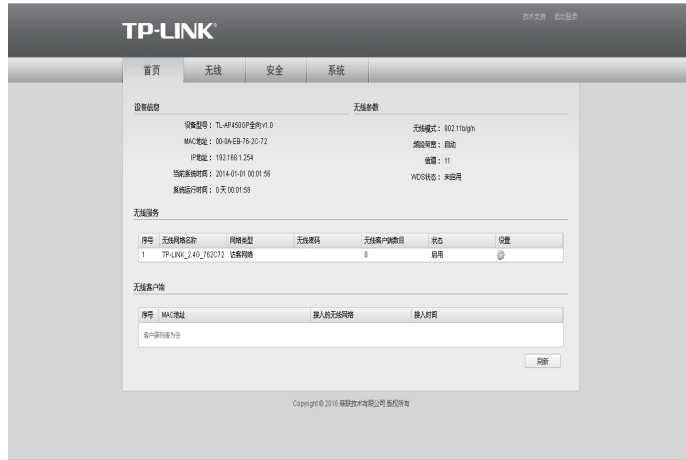 技术支持 退出登录
TP-LINK®
首页 无线 安全 系统
设备信息 无线参数
设备型号： TL-AP450GP全向v1.0
MAC地址： 00-0A-EB-76-2C-72
IP地址： 192.168.1.254
当前系统时间： 2014-01-01 00:01:56
系统运行时间： 0 天 00:01:58
无线模式： 802.11b/g/n
频段带宽： 自动
信道： 11
WDS状态： 未启用
无线服务
序号 无线网络名称 网络类型 无线密码 无线客户端数目 状态 设置
1 TP-LINK_2.4G_762C72 访客网络 0 启用
无线客户端
序号 MAC地址 接入的无线网络 接入时间
客户端列表为空
刷新
Copyright © 2016 普联技术有限公司 版权所有